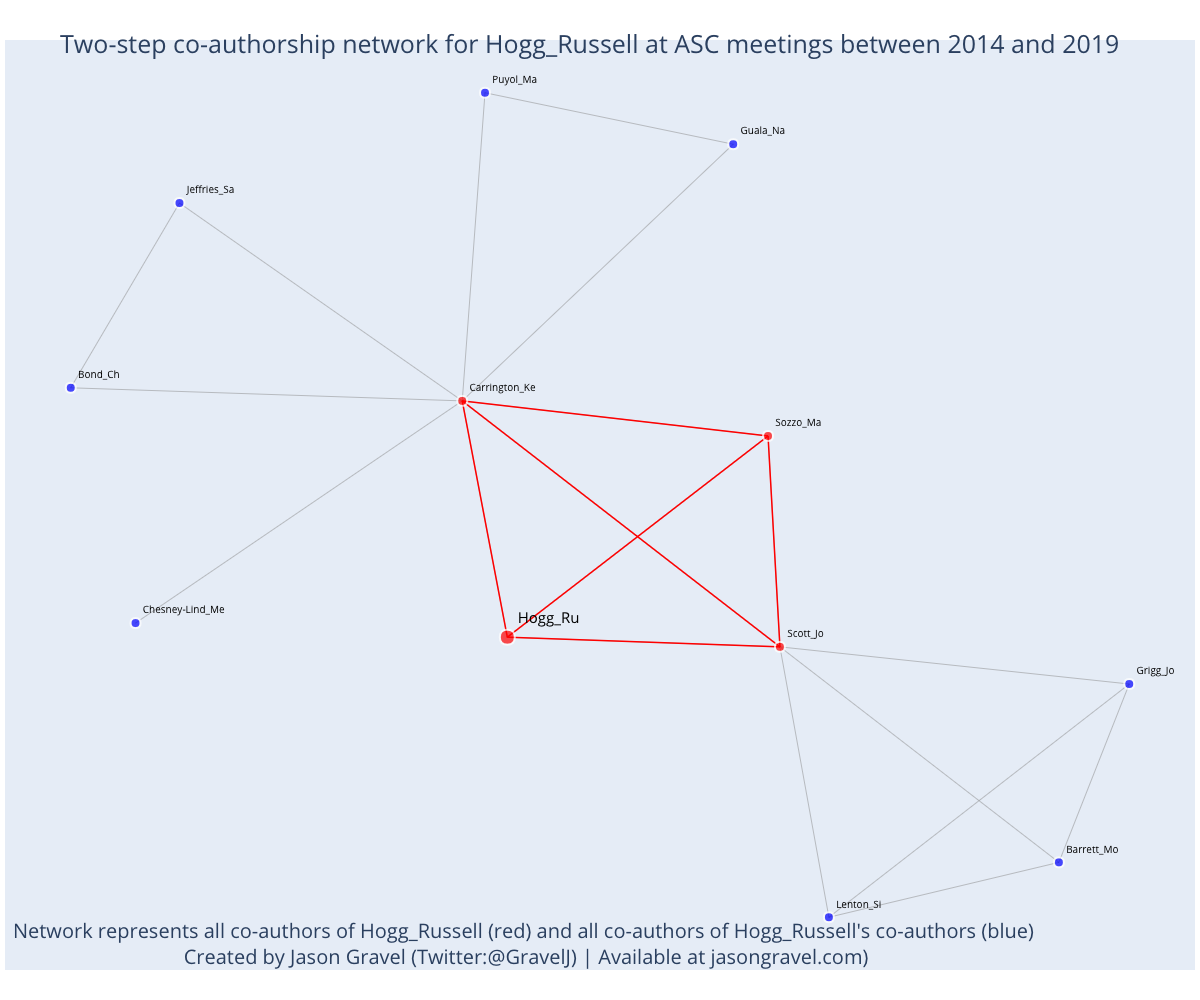 Two-step co-authorship network for Hogg_Russell at ASC meetings between 2014 and 2019
Puyol_Ma
Guala_Na
Jeffries_Sa
Bond_Ch
Carrington_Ke
Sozzo_Ma
Chesney-Lind_Me
Hogg_Ru
Scott_Jo
Grigg_Jo
Barrett_Mo
Lenton_Si
Network represents all co-authors of Hogg_Russell (red) and all co-authors of Hogg_Russell's co-authors (blue)
Created by Jason Gravel (Twitter:@GravelJ) | Available at jasongravel.com)